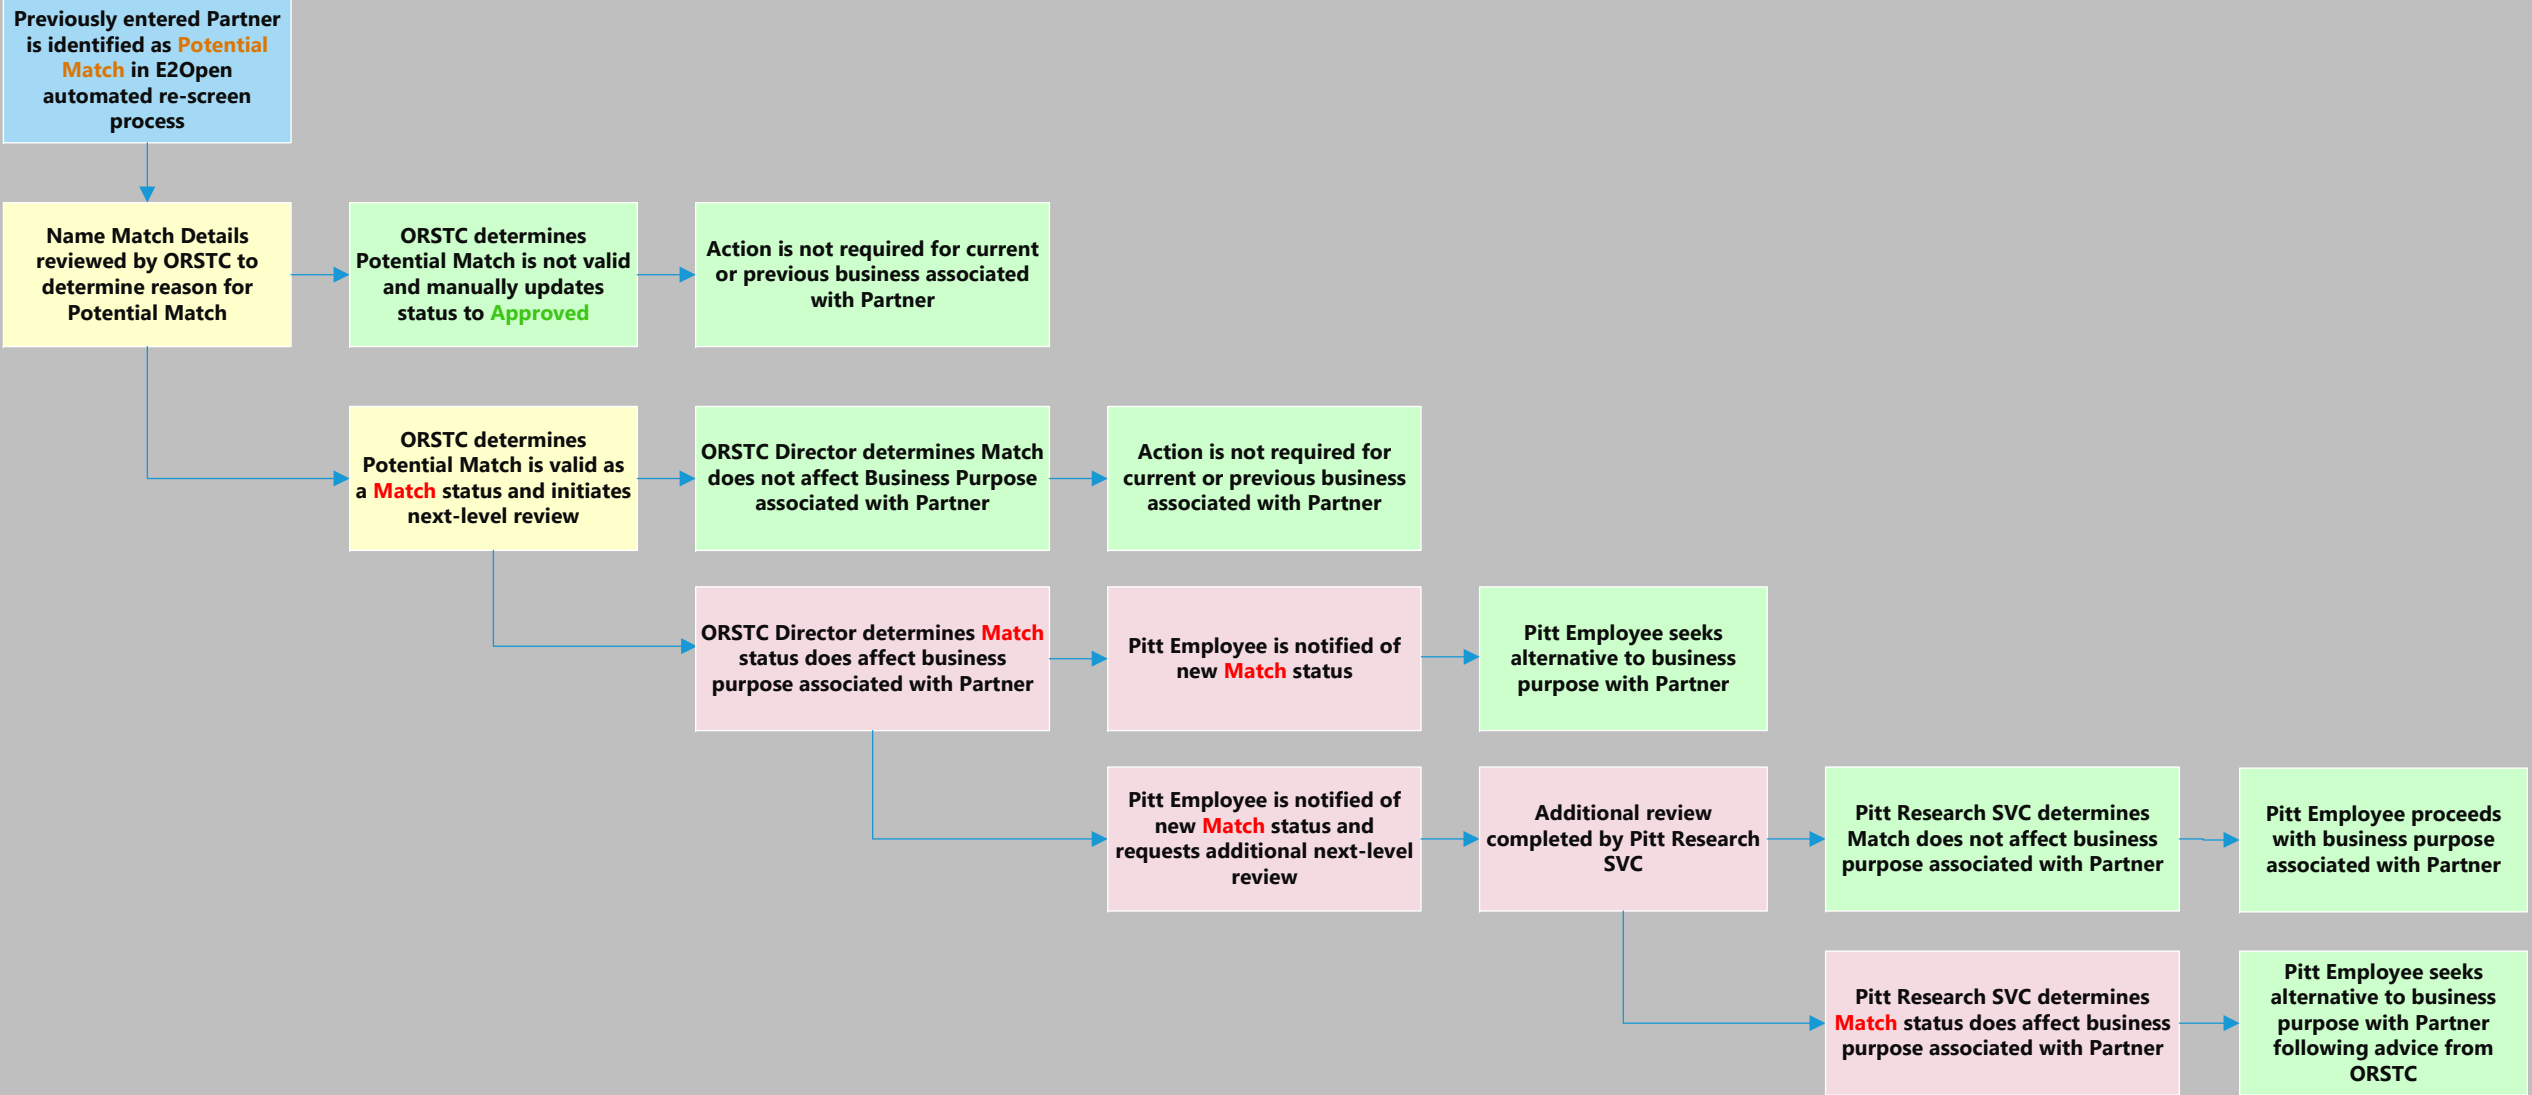 Previously entered Partner
is identified as Potential
Match in E2Open
automated re-screen
process
Name Match Details
reviewed by ORSTC to
determine reason for
Potential Match
ORSTC determines
Potential Match is not valid
and manually updates
status to Approved
Action is not required for current
or previous business associated
with Partner
ORSTC determines
Potential Match is valid as
a Match status and initiates
next-level review
ORSTC Director determines Match
does not affect Business Purpose
associated with Partner
Action is not required for
current or previous business
associated with Partner
ORSTC Director determines Match
status does affect business
purpose associated with Partner
Pitt Employee is notified of
new Match status
Pitt Employee seeks
alternative to business
purpose with Partner
Pitt Employee is notified of
new Match status and
requests additional next-level
review
Additional review
completed by Pitt Research
SVC
Pitt Research SVC determines
Match does not affect business
purpose associated with Partner
Pitt Employee proceeds
with business purpose
associated with Partner
Pitt Research SVC determines
Match status does affect business
purpose associated with Partner
Pitt Employee seeks
alternative to business
purpose with Partner
following advice from
ORSTC